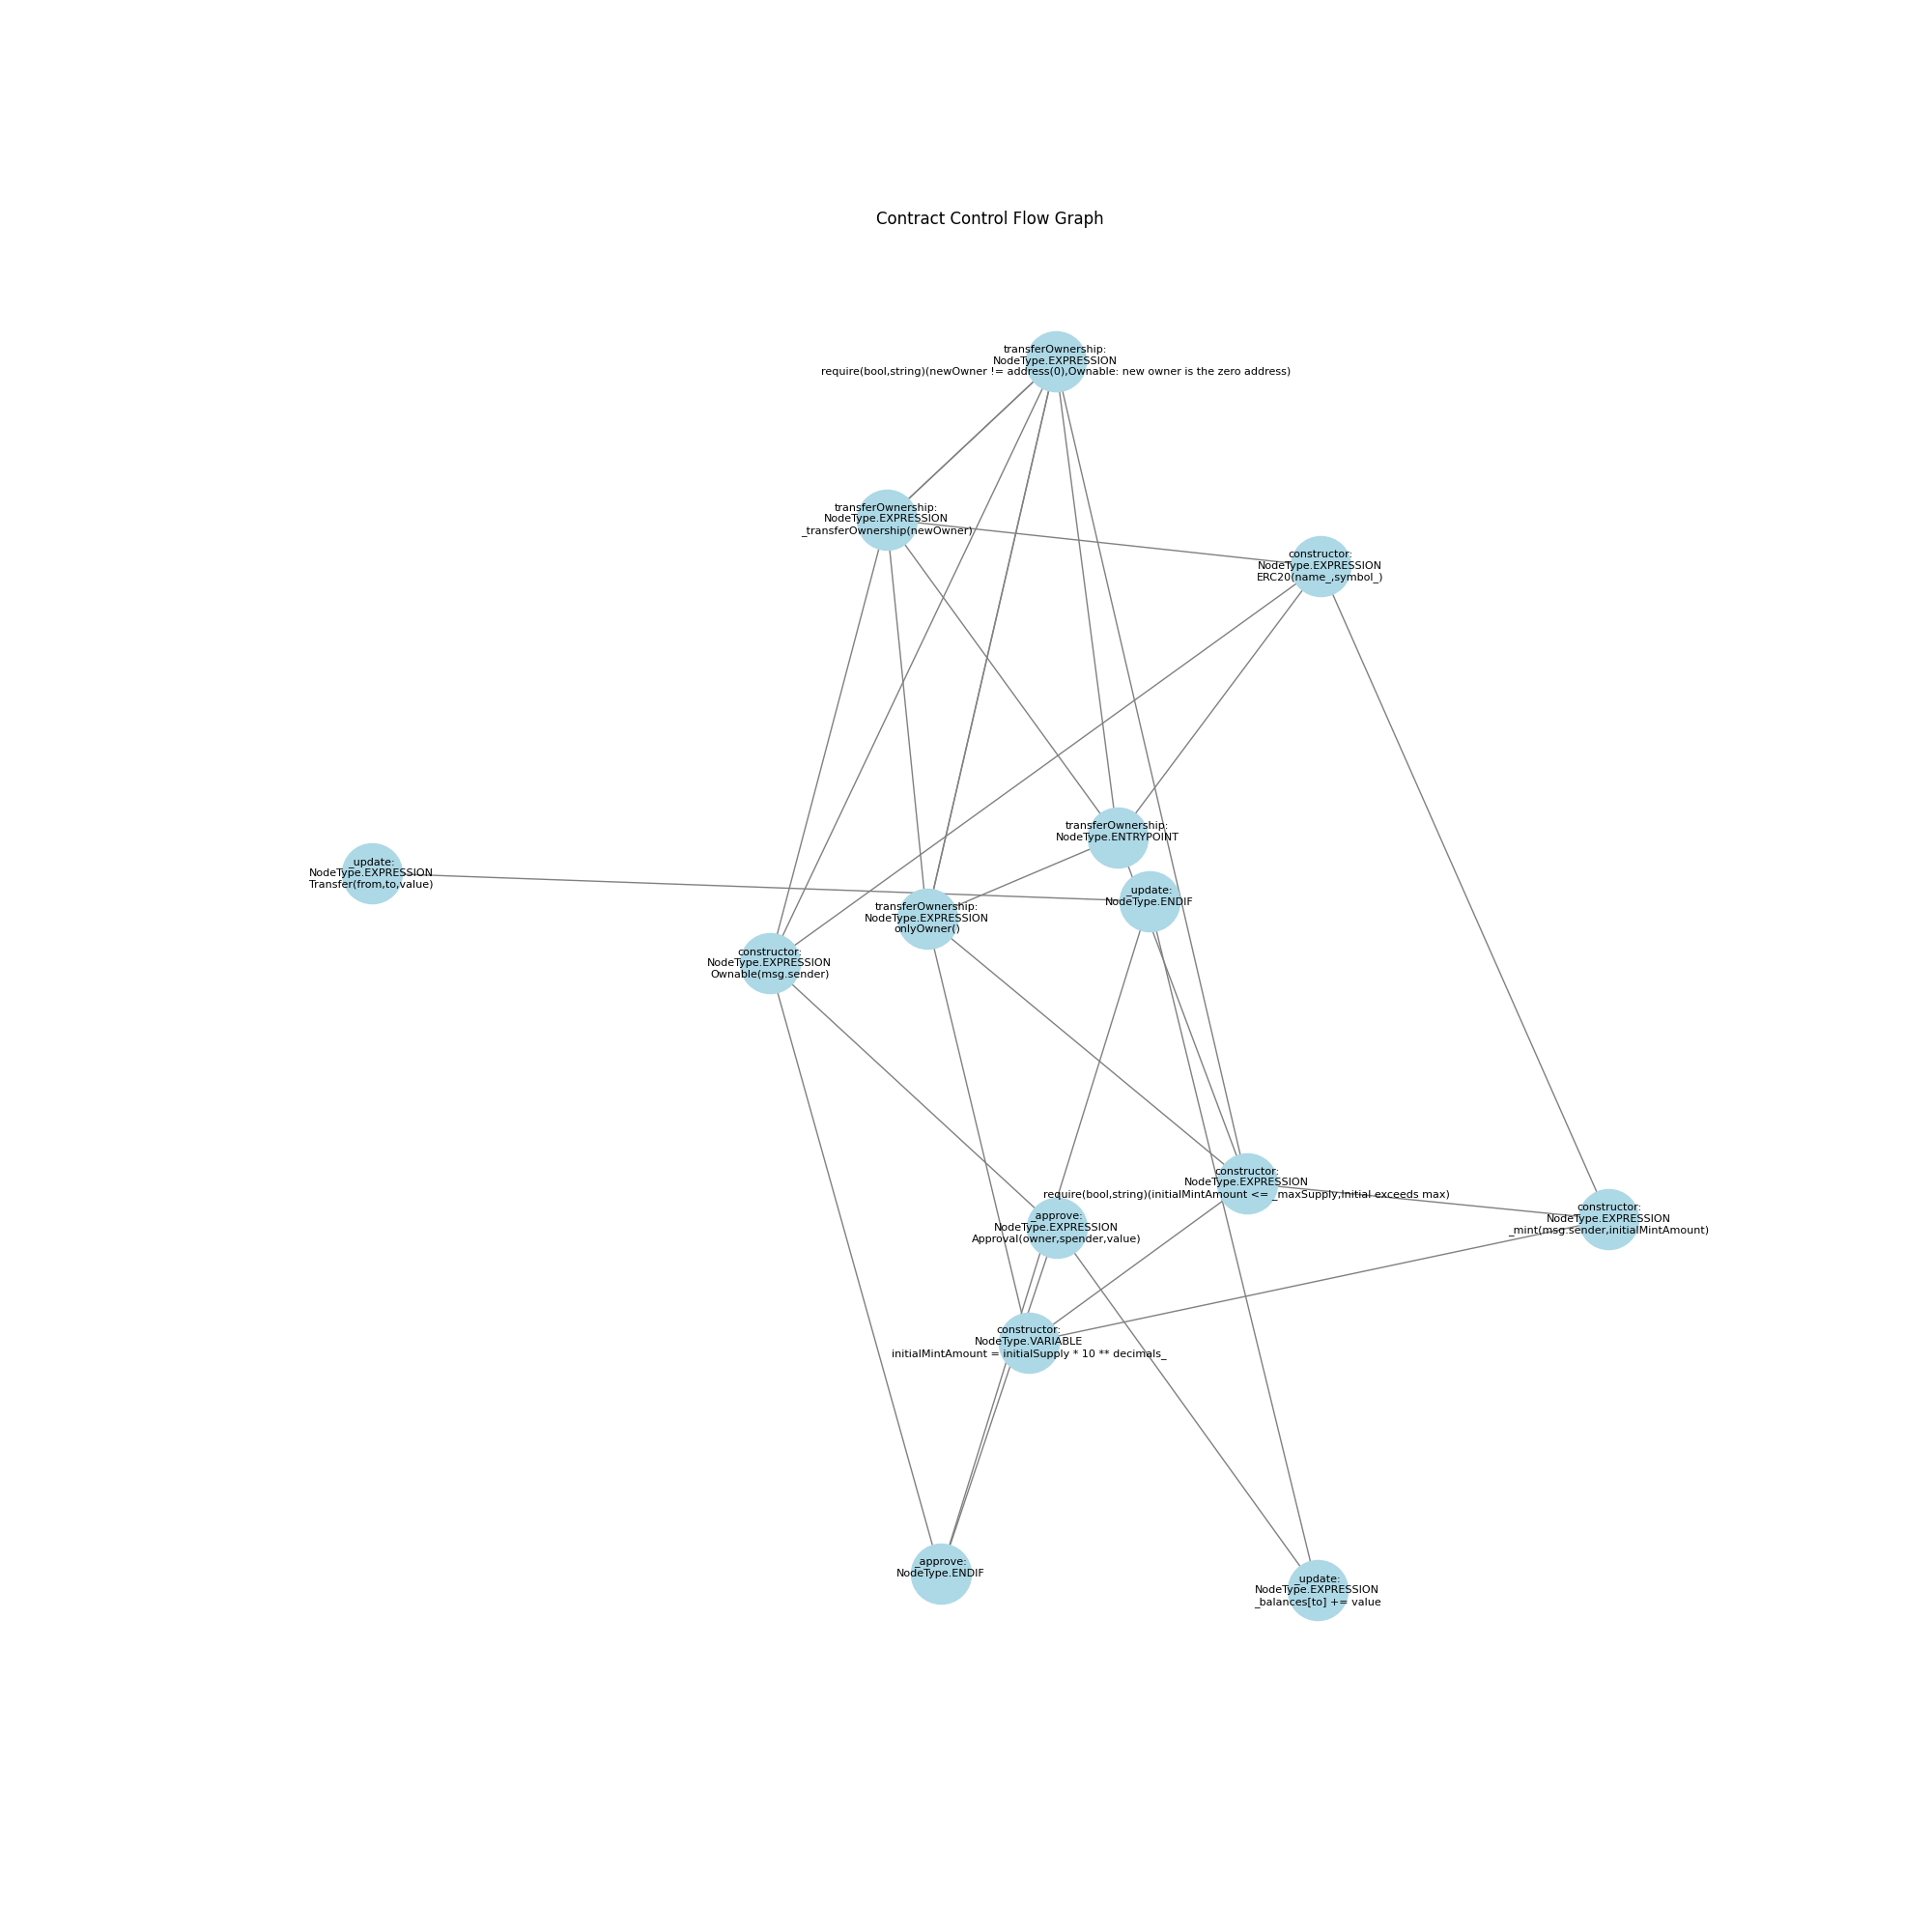 Contract Control Flow Graph
transferOwnership:
NodeType.EXPRESSION
require(bool,string)(newOwner != address(0),Ownable: new owner is the zero address)
transferOwnership:
NodeType.EXPRESSION
_transferOwnership(newOwner)
constructor:
NodeType.EXPRESSION
ERC20(name_,symbol_)
transferOwnership:
NodeType.ENTRYPOINT
_update:
NodeType.EXPRESSION
Transfer(from,to,value)
_update:
NodeType.ENDIF
transferOwnership:
NodeType.EXPRESSION
onlyOwner()
constructor:
NodeType.EXPRESSION
Ownable(msg.sender)
constructor:
NodeType.EXPRESSION
require(bool,string)(initialMintAmount <= _maxSupply,Initial exceeds max)
constructor:
NodeType.EXPRESSION
_mint(msg.sender,initialMintAmount)
_approve:
NodeType.EXPRESSION
Approval(owner,spender,value)
constructor:
NodeType.VARIABLE
initialMintAmount = initialSupply * 10 ** decimals_
_approve:
NodeType.ENDIF
_update:
NodeType.EXPRESSION
_balances[to] += value